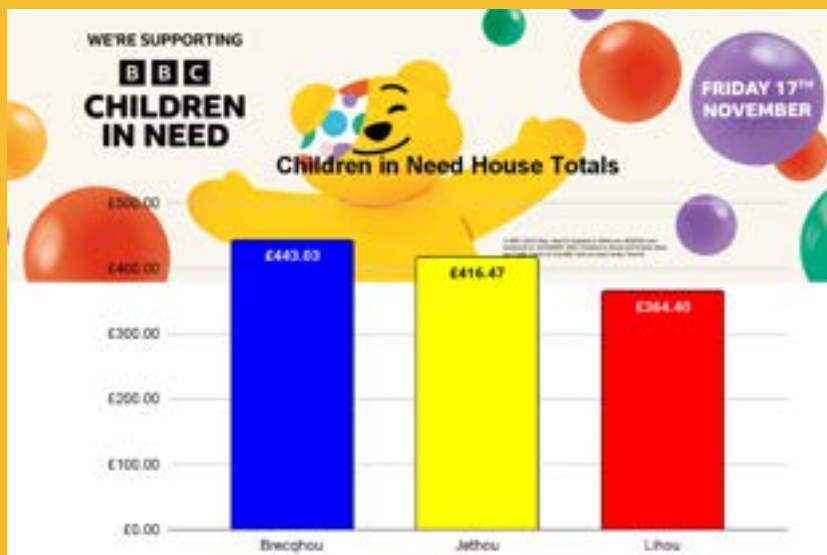 WE'RE SUPPORTING
BBC
CHILDREN
IN NEED
FRIDAY 17TH
NOVEMBER
Children in Need House Totals
£500.00
£400.00
£300.00
£200.00
£100.00
£0.00
£443.03
£416.47
£364.40
Brecqhou
Jethou
Lihou